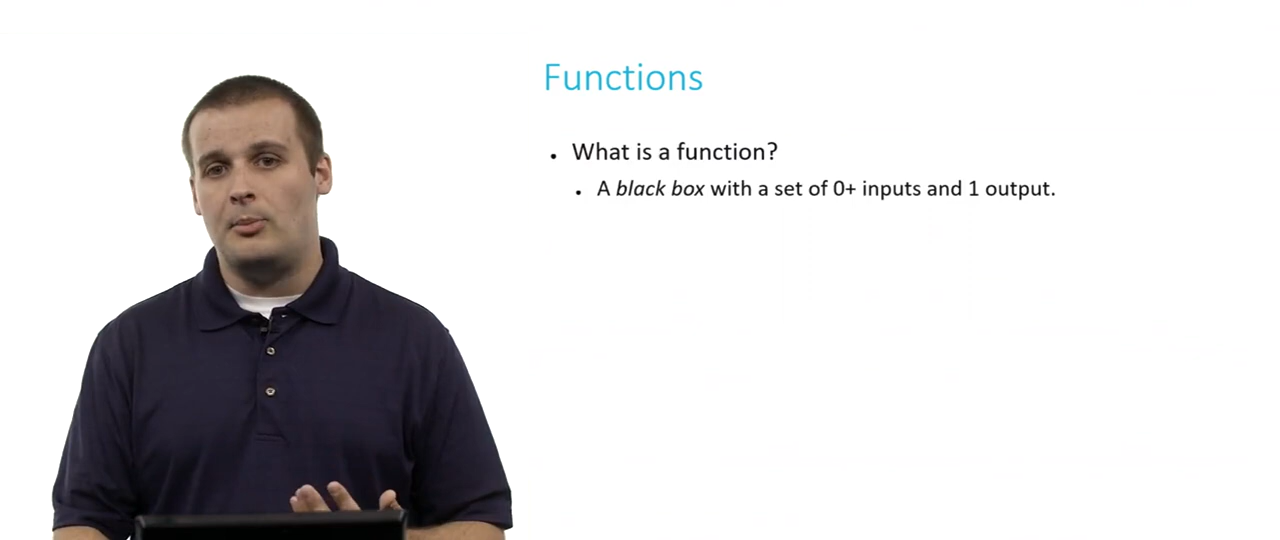 Functions
What is a function?
A black box with a set of 0+ inputs and 1 output.